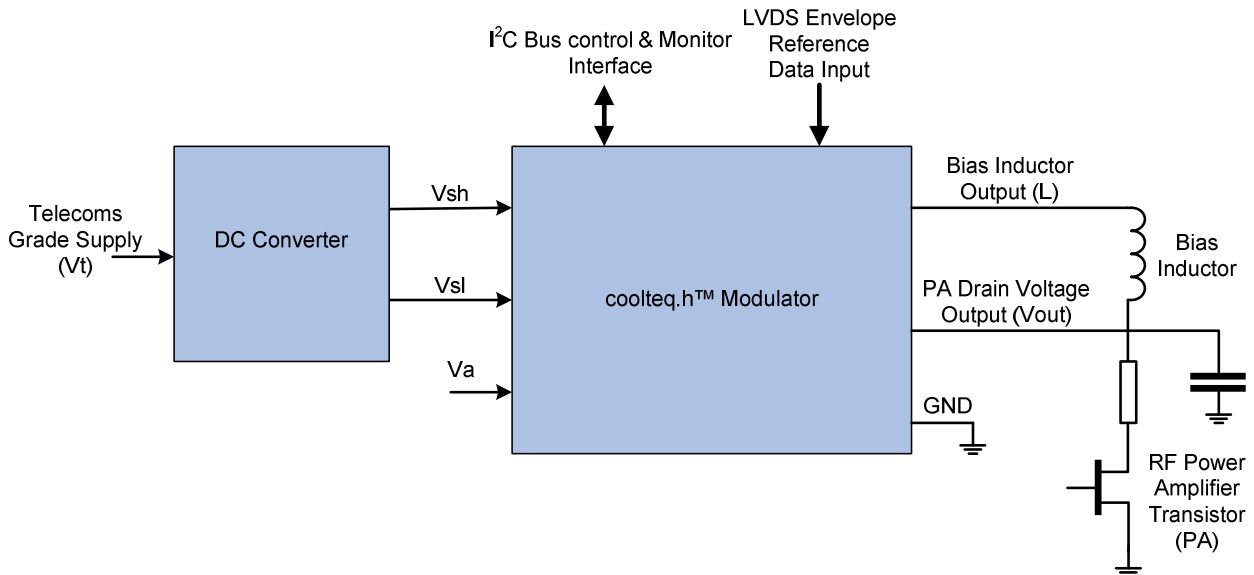 I²C Bus control & Monitor
Interface
LVDS Envelope
Reference
Data Input
Telecoms
Grade Supply
(Vt)
DC Converter
Vsh
Vsl
Va
coolteq.h™ Modulator
Bias Inductor
Output (L)
Bias
Inductor
PA Drain Voltage
Output (Vout)
GND
RF Power
Amplifier
Transistor
(PA)